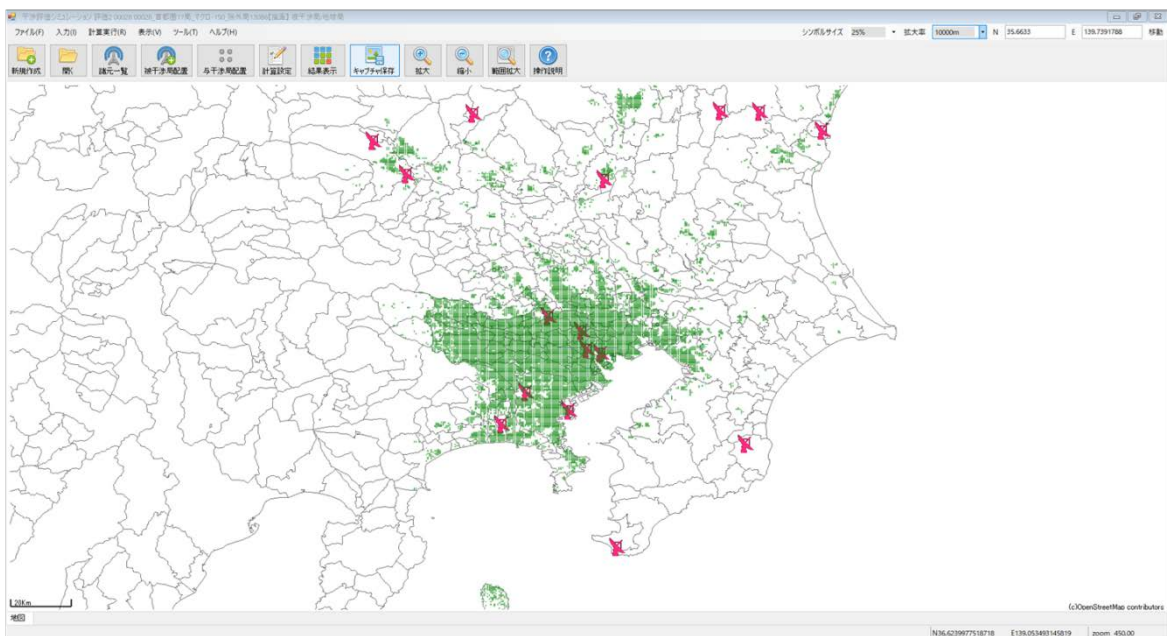 ファイル(F) 入力(I) 計算実行(R) 表示(V) ツール(T) ヘルプ(H)
シンボルサイズ 25% 拡大率 10000m N 35.6633 E 139.7391788 移動
新規作成 開く 諸元一覧 被干渉局配置 与干渉局配置 計算設定 結果表示 キャプチャ保存 拡大 縮小 範囲拡大 操作説明
20Km
(c)OpenStreetMap contributors
地図
N36.6239977518718 E139.053493145819 zoom 450.00